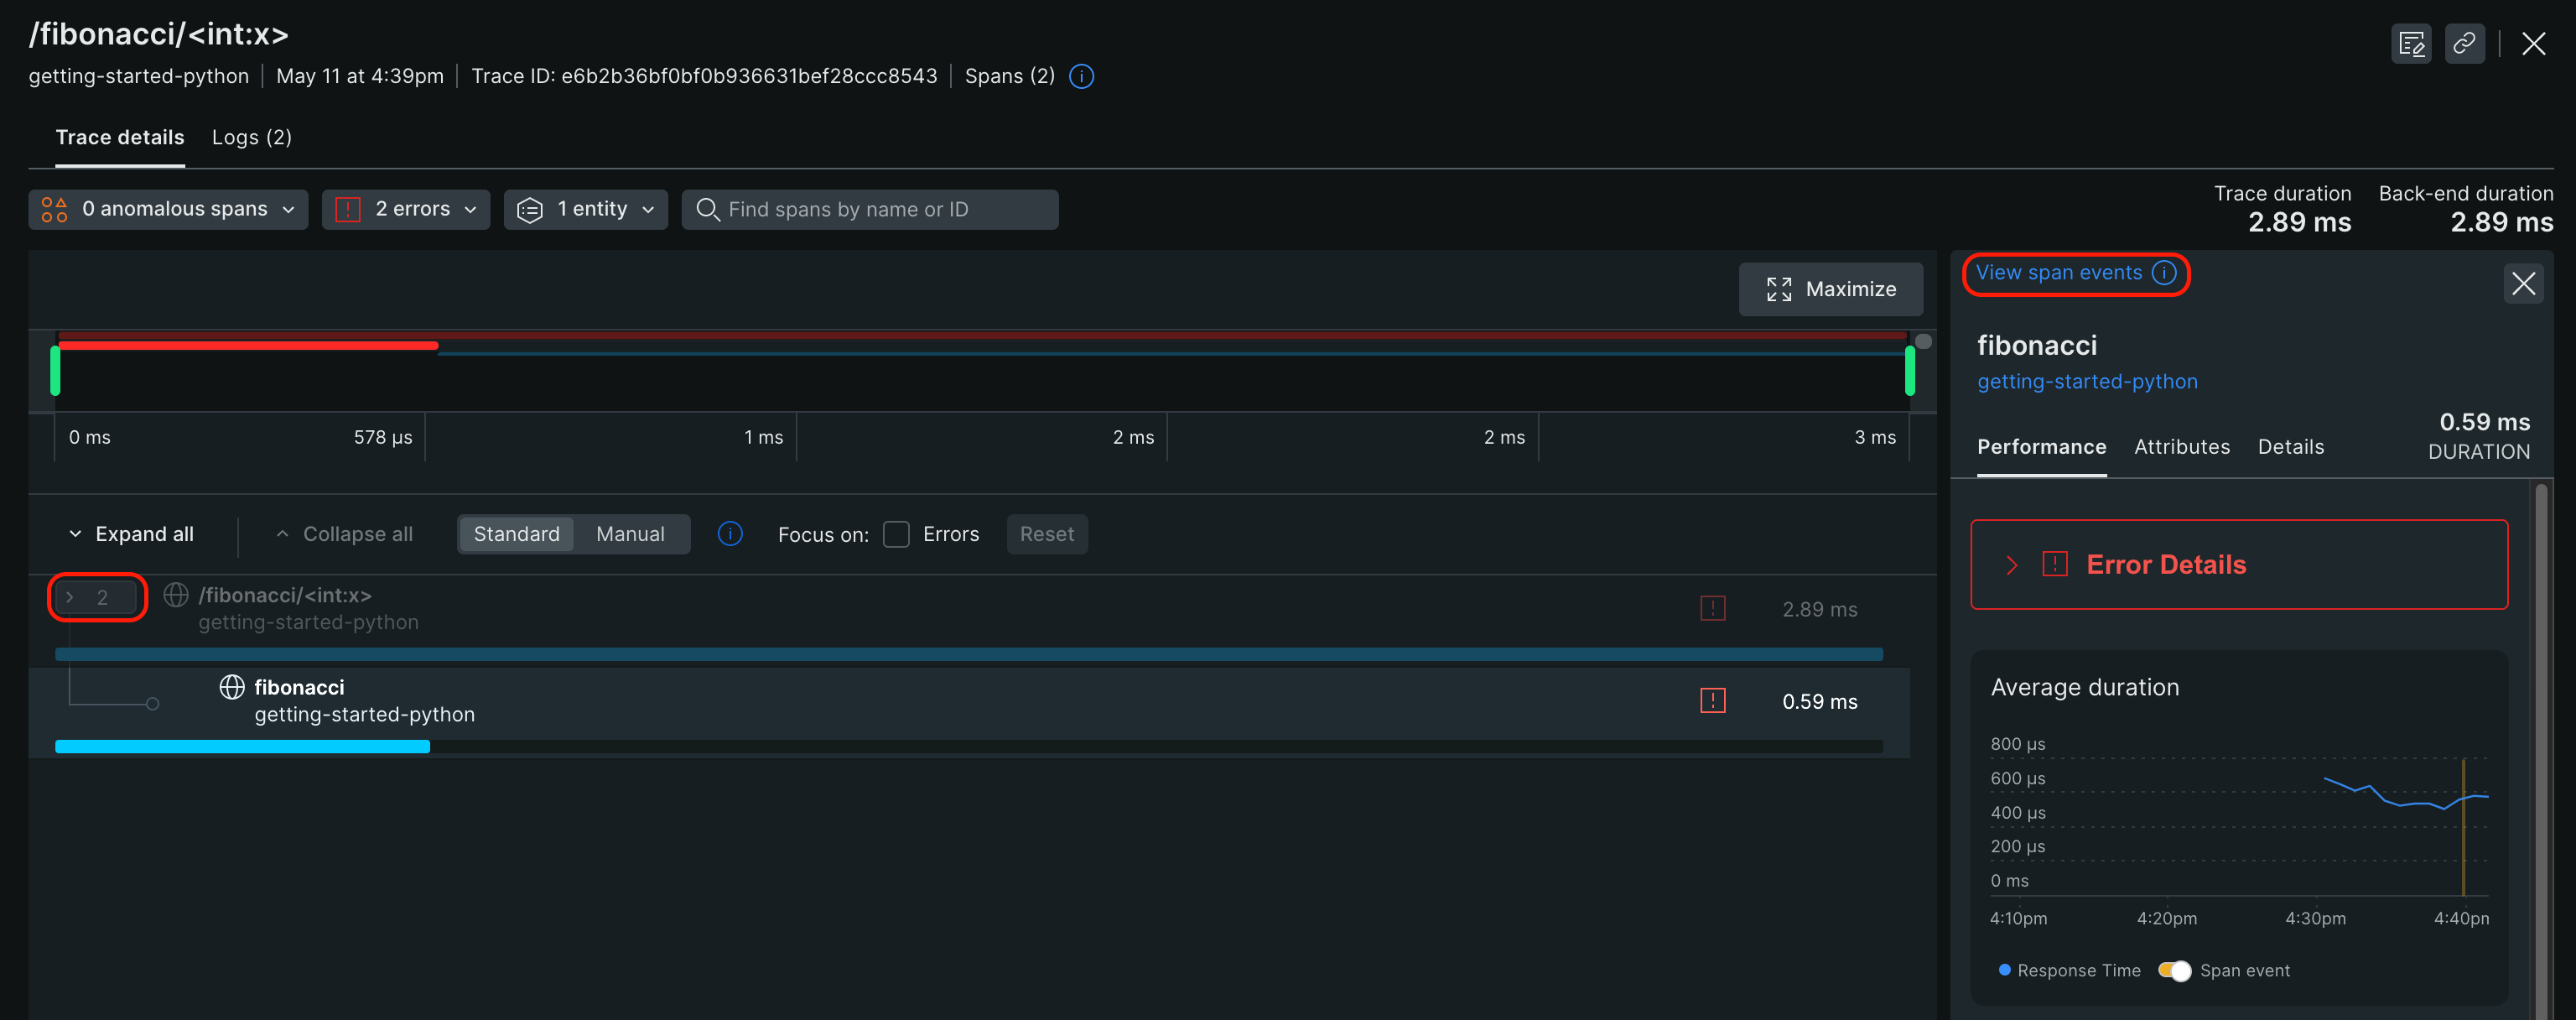 /fibonacci/<int:x>
getting-started-python | May 11 at 4:39pm | Trace ID: e6b2b36bf0bf0b936631bef28ccc8543 | Spans (2)
Trace details Logs (2)
0 anomalous spans 2 errors 1 entity Find spans by name or ID
Trace duration Back-end duration
2.89 ms 2.89 ms
Maximize
0 ms 578 µs 1 ms 2 ms 2 ms 3 ms
Expand all Collapse all Standard Manual Focus on: Errors Reset
2 /fibonacci/<int:x> 2.89 ms
getting-started-python
fibonacci 0.59 ms
getting-started-python
View span events
fibonacci
getting-started-python
0.59 ms
DURATION
Performance Attributes Details
Error Details
Average duration
800 µs
600 µs
400 µs
200 µs
0 ms
4:10pm 4:20pm 4:30pm 4:40pn
Response Time Span event